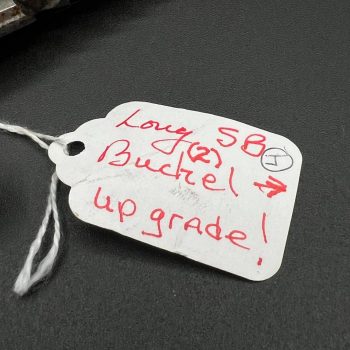 Long SB
(2) 4
Buckel →
up grade!